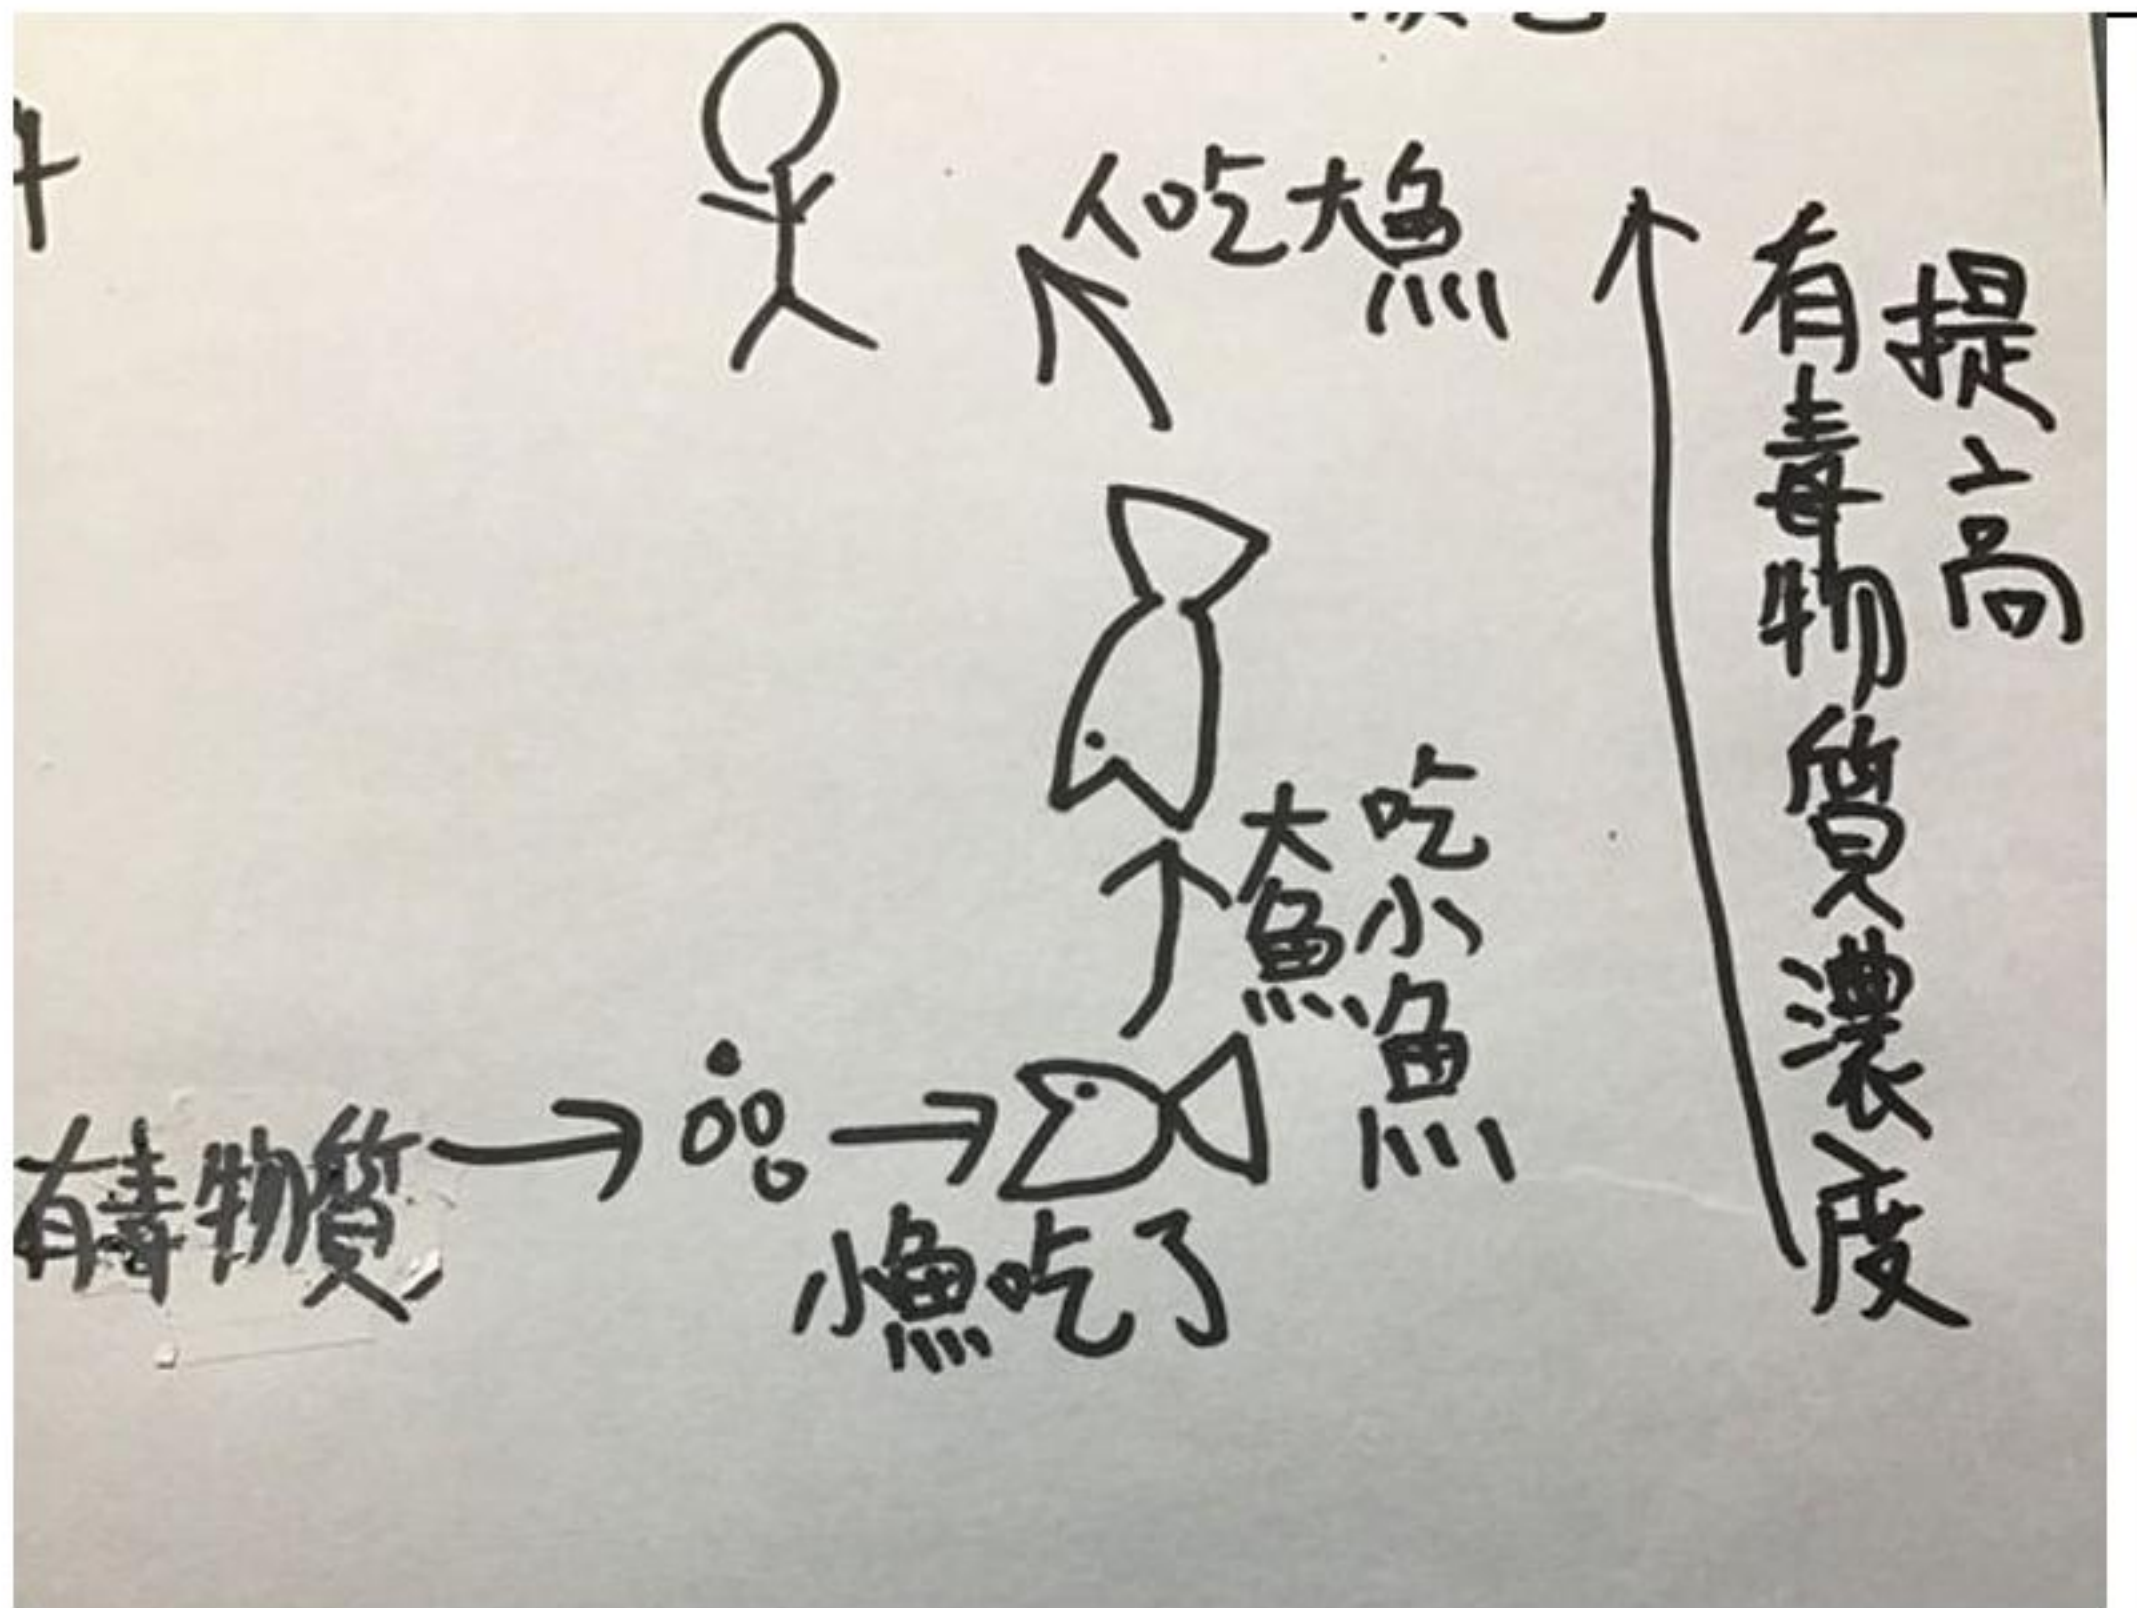 人吃大魚
有毒物質濃度
提高
大魚
吃小魚
有毒物質
小魚吃了